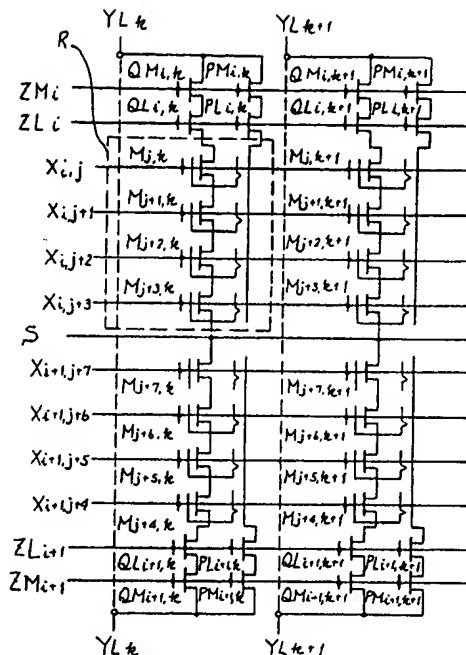 YLk YLk+1
R
QMi,k PMi,k QMi,k+1 PMi,k+1
ZMi
QLi,k PLi,k QLi,k+1 PLi,k+1
ZLi
Mj,k Mj,k+1
Xi,j
Mj+1,k Mj+1,k+1
Xi,j+1
Mj+2,k Mj+2,k+1
Xi,j+2
Mj+3,k Mj+3,k+1
Xi,j+3
S
Xi+1,j+7
Mj+7,k Mj+7,k+1
Xi+1,j+6
Mj+6,k Mj+6,k+1
Xi+1,j+5
Mj+5,k Mj+5,k+1
Xi+1,j+4
Mj+4,k Mj+4,k+1
ZLi+1
QLi+1,k PLi+1,k QLi+1,k+1 PLi+1,k+1
ZMi+1
QMi+1,k PMi+1,k QMi+1,k+1 PMi+1,k+1
YLk YLk+1